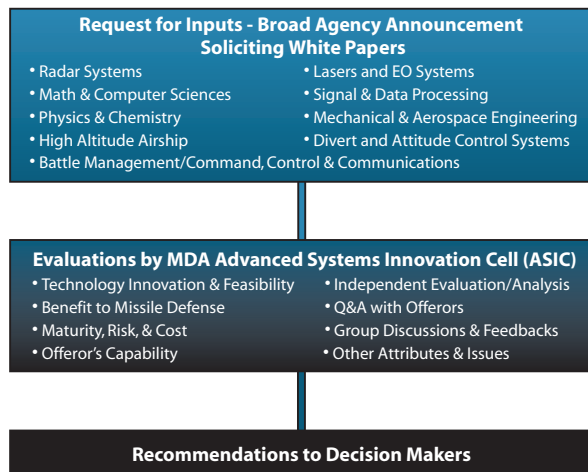 Request for Inputs - Broad Agency Announcement
Soliciting White Papers
• Radar Systems
• Math & Computer Sciences
• Physics & Chemistry
• High Altitude Airship
• Lasers and EO Systems
• Signal & Data Processing
• Mechanical & Aerospace Engineering
• Divert and Attitude Control Systems
• Battle Management/Command, Control & Communications
Evaluations by MDA Advanced Systems Innovation Cell (ASIC)
• Technology Innovation & Feasibility
• Benefit to Missile Defense
• Maturity, Risk, & Cost
• Offeror's Capability
• Independent Evaluation/Analysis
• Q&A with Offerors
• Group Discussions & Feedbacks
• Other Attributes & Issues
Recommendations to Decision Makers